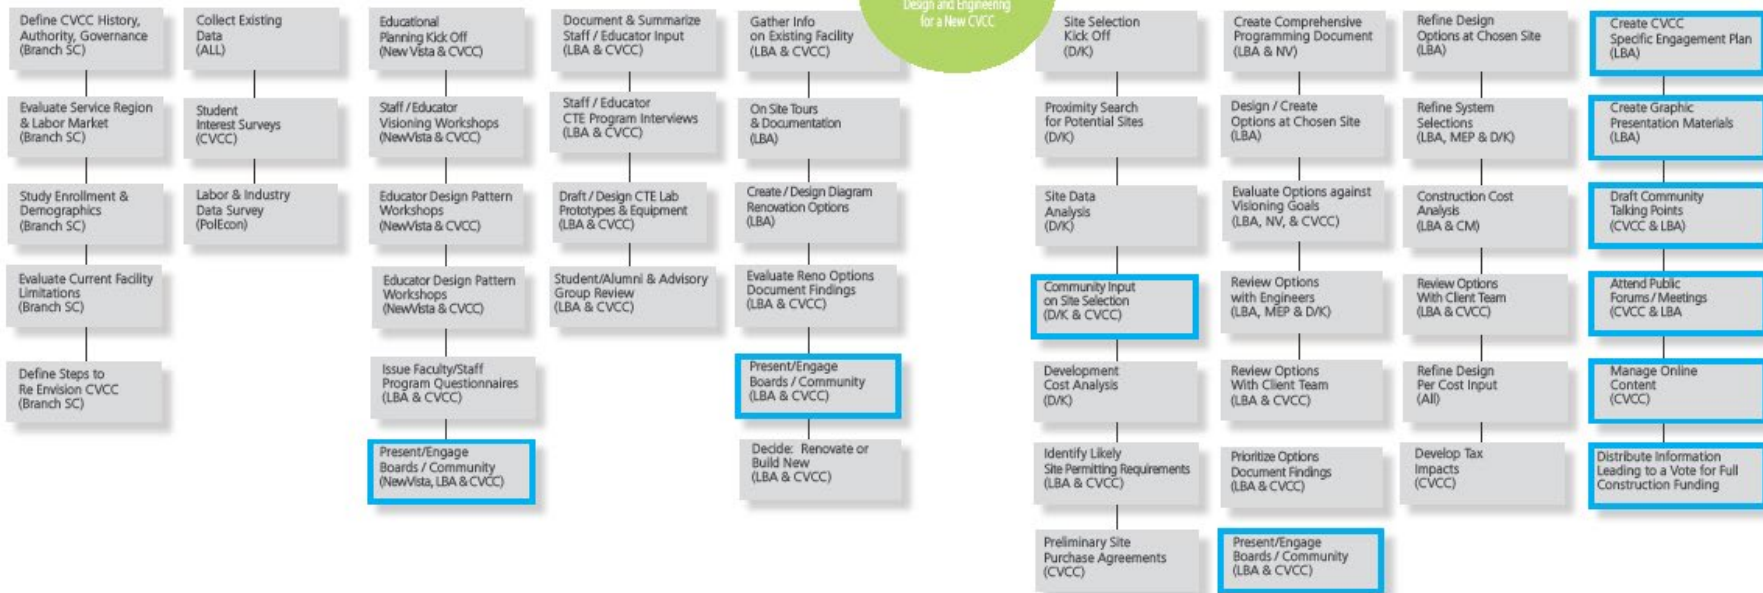 Define CVCC History,
Authority, Governance
(Branch SC)
Evaluate Service Region
& Labor Market
(Branch SC)
Study Enrollment &
Demographics
(Branch SC)
Evaluate Current Facility
Limitations
(Branch SC)
Define Steps to
Re Envision CVCC
(Branch SC)
Collect Existing
Data
(ALL)
Student
Interest Surveys
(CVCC)
Labor & Industry
Data Survey
(PolEcon)
Educational
Planning Kick Off
(New Vista & CVCC)
Staff / Educator
Visioning Workshops
(NewVista & CVCC)
Educator Design Pattern
Workshops
(NewVista & CVCC)
Educator Design Pattern
Workshops
(NewVista & CVCC)
Issue Faculty/Staff
Program Questionnaires
(LBA & CVCC)
Present/Engage
Boards / Community
(NewVista, LBA & CVCC)
Document & Summarize
Staff / Educator Input
(LBA & CVCC)
Staff / Educator
CTE Program Interviews
(LBA & CVCC)
Draft / Design CTE Lab
Prototypes & Equipment
(LBA & CVCC)
Student/Alumni & Advisory
Group Review
(LBA & CVCC)
Gather Info
on Existing Facility
(LBA & CVCC)
On Site Tours
& Documentation
(LBA)
Create / Design Diagram
Renovation Options
(LBA)
Evaluate Reno Options
Document Findings
(LBA & CVCC)
Present/Engage
Boards / Community
(LBA & CVCC)
Decide: Renovate or
Build New
(LBA & CVCC)
Design and Engineering
for a New CVCC
Site Selection
Kick Off
(D/K)
Proximity Search
for Potential Sites
(D/K)
Site Data
Analysis
(D/K)
Community Input
on Site Selection
(D/K & CVCC)
Development
Cost Analysis
(D/K)
Identify Likely
Site Permitting Requirements
(LBA & CVCC)
Preliminary Site
Purchase Agreements
(CVCC)
Create Comprehensive
Programming Document
(LBA & NV)
Design / Create
Options at Chosen Site
(LBA)
Evaluate Options against
Visioning Goals
(LBA, NV, & CVCC)
Review Options
with Engineers
(LBA, MEP & D/K)
Review Options
With Client Team
(LBA & CVCC)
Prioritize Options
Document Findings
(LBA & CVCC)
Present/Engage
Boards / Community
(LBA & CVCC)
Refine Design
Options at Chosen Site
(LBA)
Refine System
Selections
(LBA, MEP & D/K)
Construction Cost
Analysis
(LBA & CM)
Review Options
With Client Team
(LBA & CVCC)
Refine Design
Per Cost Input
(All)
Develop Tax
Impacts
(CVCC)
Create CVCC
Specific Engagement Plan
(LBA)
Create Graphic
Presentation Materials
(LBA)
Draft Community
Talking Points
(CVCC & LBA)
Attend Public
Forums / Meetings
(CVCC & LBA
Manage Online
Content
(CVCC)
Distribute Information
Leading to a Vote for Full
Construction Funding